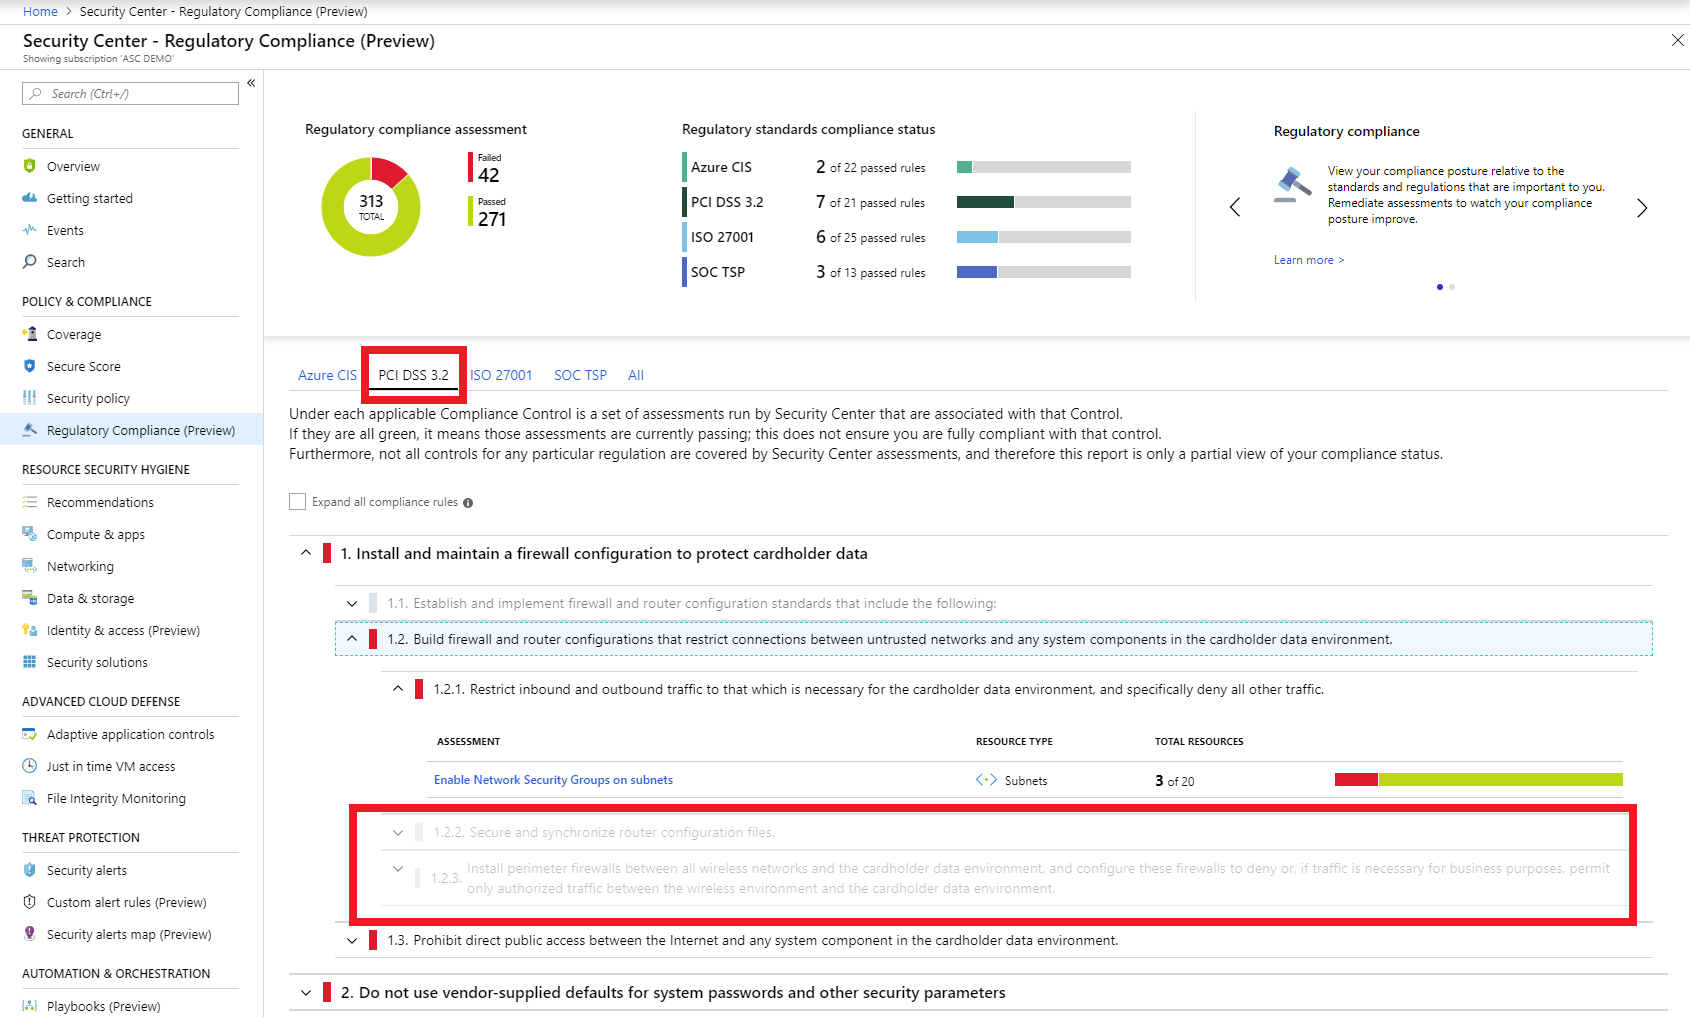 Home > Security Center - Regulatory Compliance (Preview)
Security Center - Regulatory Compliance (Preview)
Showing subscription 'ASC DEMO'
Search (Ctrl+/)
GENERAL
Overview
Getting started
Events
Search
POLICY & COMPLIANCE
Coverage
Secure Score
Security policy
Regulatory Compliance (Preview)
RESOURCE SECURITY HYGIENE
Recommendations
Compute & apps
Networking
Data & storage
Identity & access (Preview)
Security solutions
ADVANCED CLOUD DEFENSE
Adaptive application controls
Just in time VM access
File Integrity Monitoring
THREAT PROTECTION
Security alerts
Custom alert rules (Preview)
Security alerts map (Preview)
AUTOMATION & ORCHESTRATION
Playbooks (Preview)
Regulatory compliance assessment
313
TOTAL
Failed
42
Passed
271
Regulatory standards compliance status
Azure CIS 2 of 22 passed rules
PCI DSS 3.2 7 of 21 passed rules
ISO 27001 6 of 25 passed rules
SOC TSP 3 of 13 passed rules
Regulatory compliance
View your compliance posture relative to the
standards and regulations that are important to you.
Remediate assessments to watch your compliance
posture improve.
Learn more >
Azure CIS PCI DSS 3.2 ISO 27001 SOC TSP All
Under each applicable Compliance Control is a set of assessments run by Security Center that are associated with that Control.
If they are all green, it means those assessments are currently passing; this does not ensure you are fully compliant with that control.
Furthermore, not all controls for any particular regulation are covered by Security Center assessments, and therefore this report is only a partial view of your compliance status.
Expand all compliance rules
1. Install and maintain a firewall configuration to protect cardholder data
1.1. Establish and implement firewall and router configuration standards that include the following:
1.2. Build firewall and router configurations that restrict connections between untrusted networks and any system components in the cardholder data environment.
1.2.1. Restrict inbound and outbound traffic to that which is necessary for the cardholder data environment, and specifically deny all other traffic.
ASSESSMENT RESOURCE TYPE TOTAL RESOURCES
Enable Network Security Groups on subnets Subnets 3 of 20
1.2.2. Secure and synchronize router configuration files.
1.2.3. Install perimeter firewalls between all wireless networks and the cardholder data environment, and configure these firewalls to deny or, if traffic is necessary for business purposes, permit
only authorized traffic between the wireless environment and the cardholder data environment.
1.3. Prohibit direct public access between the Internet and any system component in the cardholder data environment.
2. Do not use vendor-supplied defaults for system passwords and other security parameters